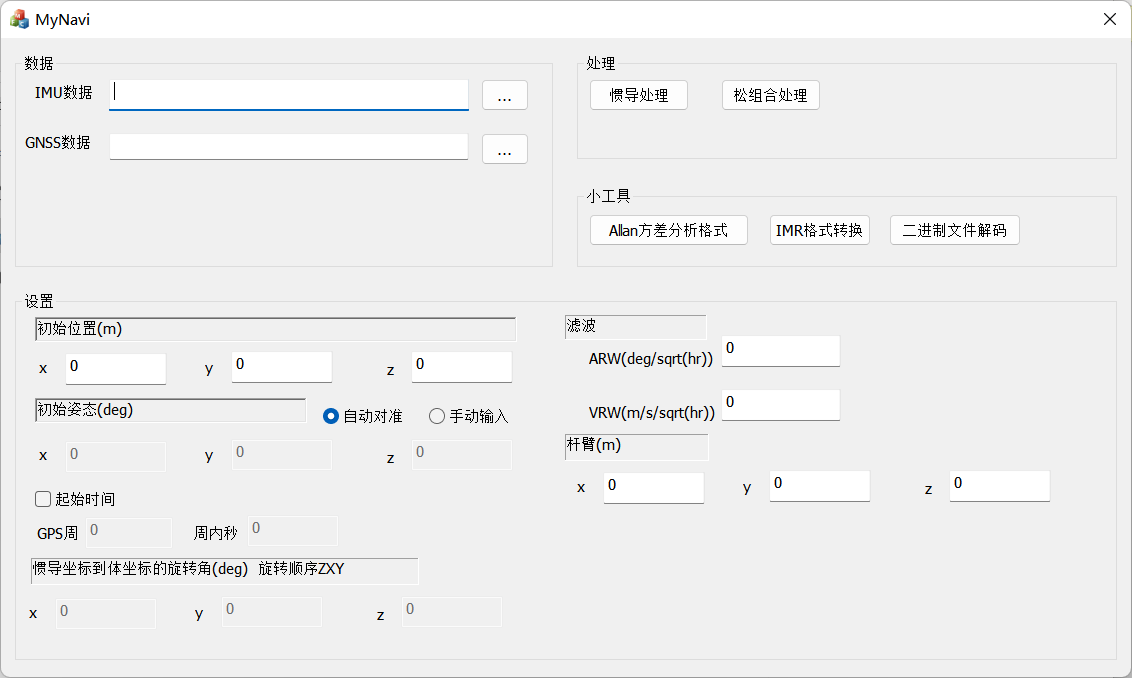 MyNavi
数据
IMU数据
...
GNSS数据
...
处理
惯导处理 松组合处理
小工具
Allan方差分析格式 IMR格式转换 二进制文件解码
设置
初始位置(m)
x 0 y 0 z 0
初始姿态(deg) 自动对准 手动输入
x 0 y 0 z 0
起始时间
GPS周 0 周内秒 0
惯导坐标到体坐标的旋转角(deg) 旋转顺序ZXY
x 0 y 0 z 0
滤波
ARW(deg/sqrt(hr)) 0
VRW(m/s/sqrt(hr)) 0
杆臂(m)
x 0 y 0 z 0